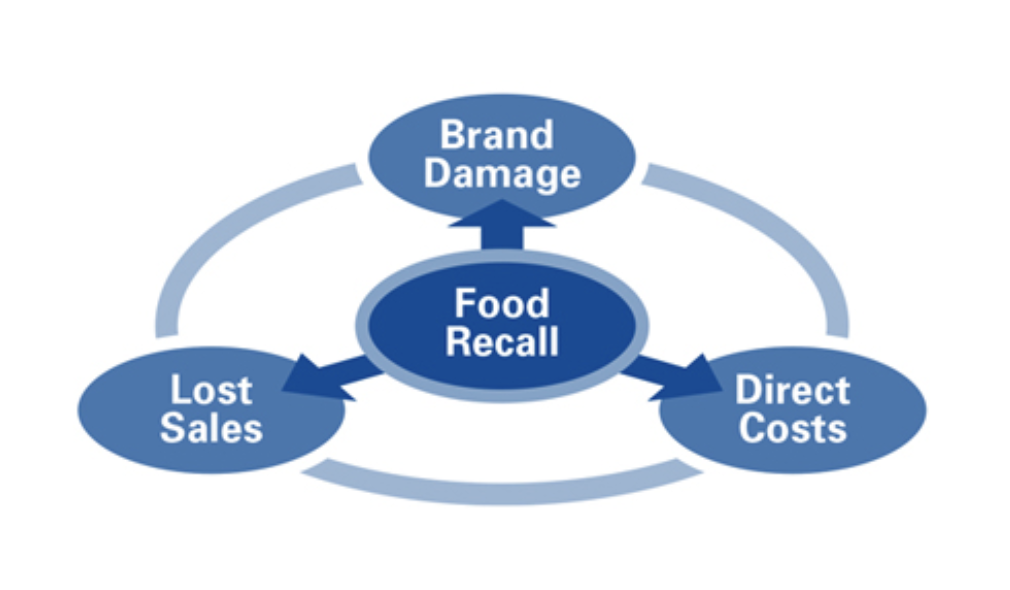 Brand
Damage
Food
Recall
Lost
Sales
Direct
Costs